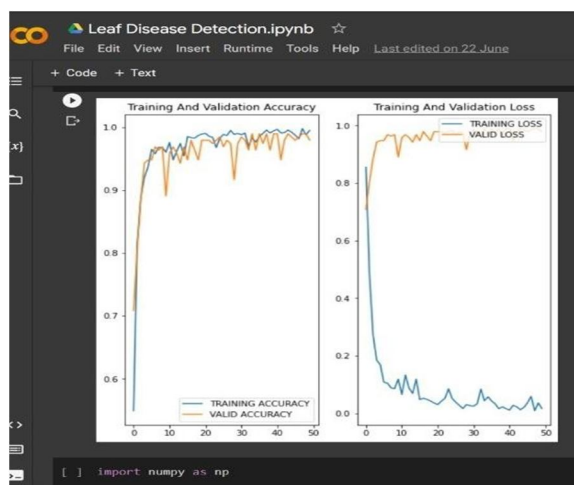 Leaf Disease Detection.ipynb
File Edit View Insert Runtime Tools Help Last edited on 22 June
+ Code + Text
Training And Validation Accuracy
1.0
0.9
0.8
0.7
0.6
TRAINING ACCURACY
VALID ACCURACY
0 10 20 30 40 50
Training And Validation Loss
TRAINING LOSS
VALID LOSS
1.0
0.8
0.6
0.4
0.2
0.0
0 10 20 30 40 50
[ ] import numpy as np